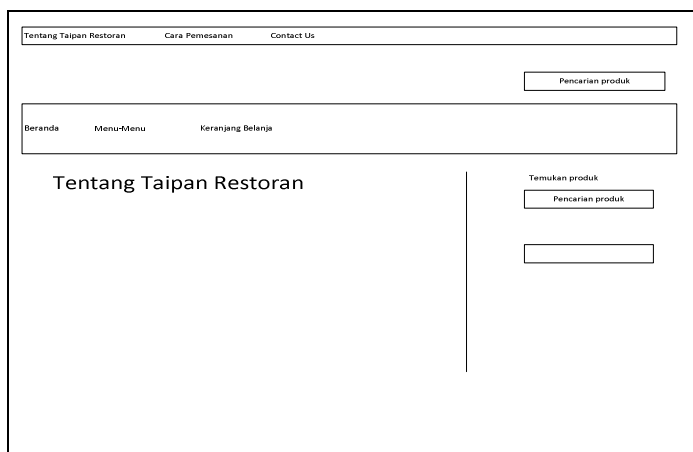 Tentang Taipan Restoran Cara Pemesanan Contact Us
Pencarian produk
Beranda Menu-Menu Keranjang Belanja
Tentang Taipan Restoran
Temukan produk
Pencarian produk